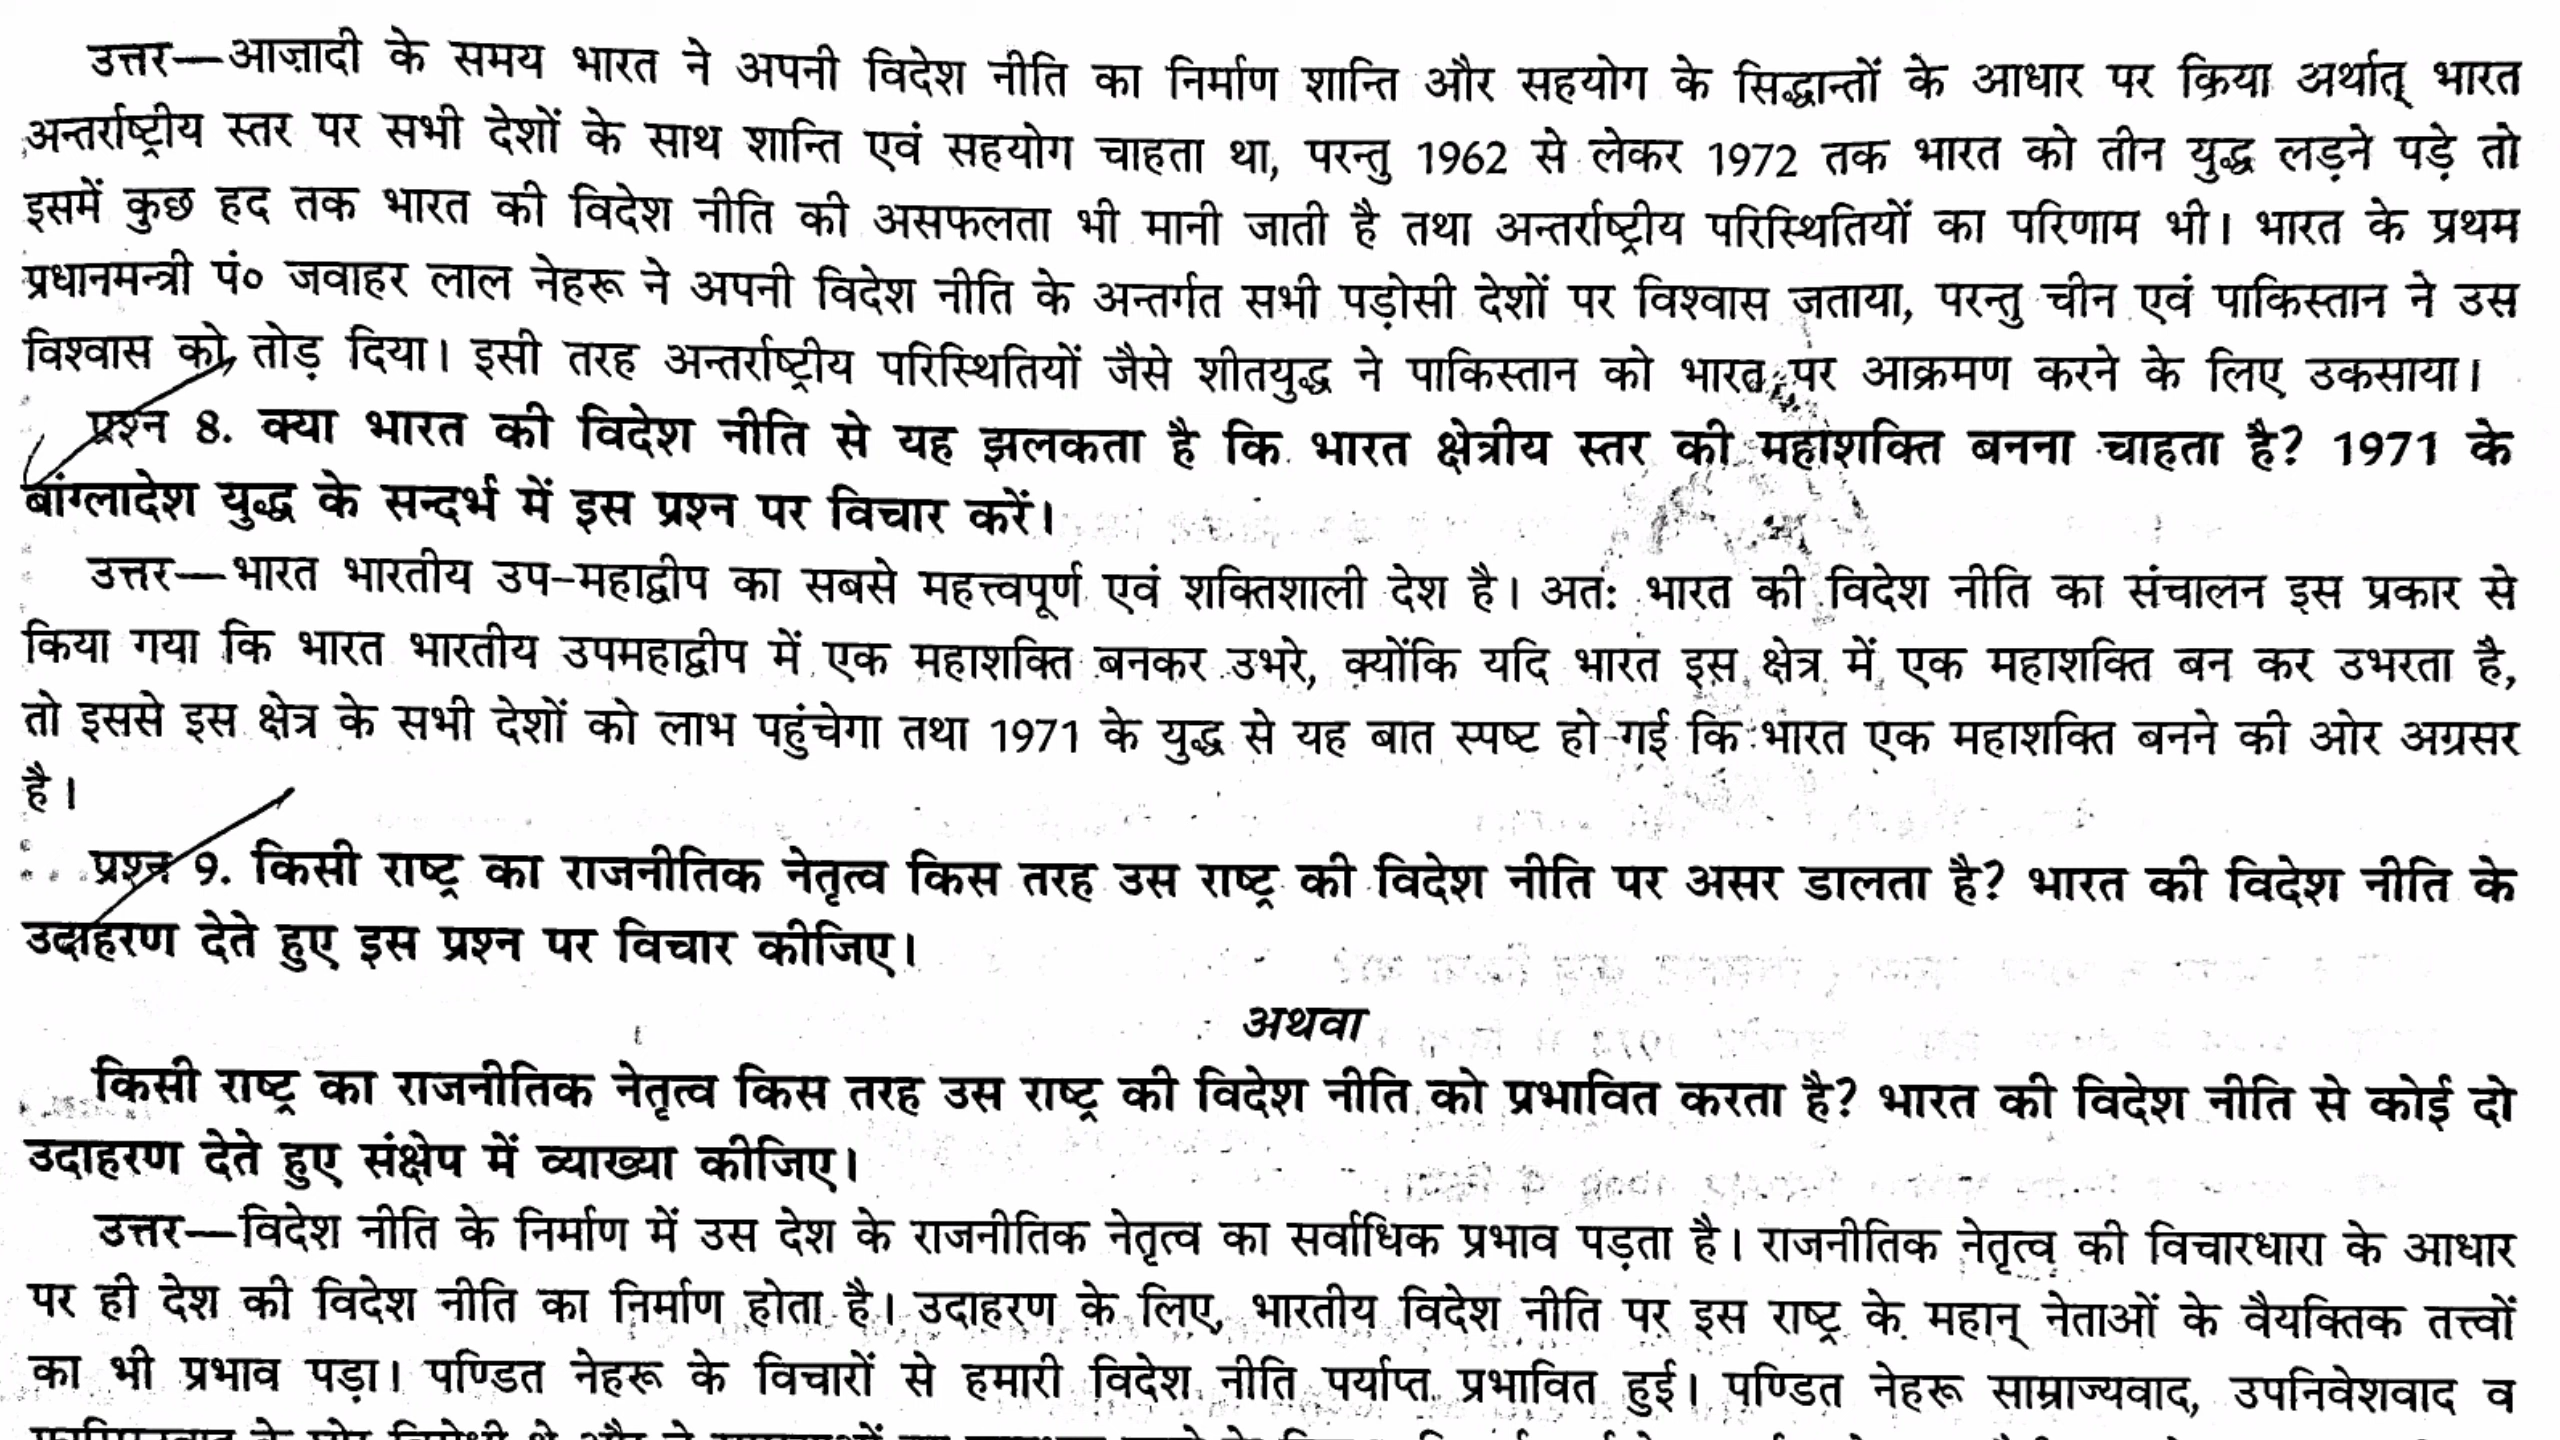 उत्तर—आज़ादी के समय भारत ने अपनी विदेश नीति का निर्माण शान्ति और सहयोग के सिद्धान्तों के आधार पर किया अर्थात् भारत
अन्तर्राष्ट्रीय स्तर पर सभी देशों के साथ शान्ति एवं सहयोग चाहता था, परन्तु 1962 से लेकर 1972 तक भारत को तीन युद्ध लड़ने पड़े तो
इसमें कुछ हद तक भारत की विदेश नीति की असफलता भी मानी जाती है तथा अन्तर्राष्ट्रीय परिस्थितियों का परिणाम भी। भारत के प्रथम
प्रधानमन्त्री पं० जवाहर लाल नेहरू ने अपनी विदेश नीति के अन्तर्गत सभी पड़ोसी देशों पर विश्वास जताया, परन्तु चीन एवं पाकिस्तान ने उस
विश्वास को तोड़ दिया। इसी तरह अन्तर्राष्ट्रीय परिस्थितियों जैसे शीतयुद्ध ने पाकिस्तान को भारत पर आक्रमण करने के लिए उकसाया।
प्रश्न 8. क्या भारत की विदेश नीति से यह झलकता है कि भारत क्षेत्रीय स्तर की महाशक्ति बनना चाहता है? 1971 के
बांग्लादेश युद्ध के सन्दर्भ में इस प्रश्न पर विचार करें।
उत्तर—भारत भारतीय उप-महाद्वीप का सबसे महत्त्वपूर्ण एवं शक्तिशाली देश है। अतः भारत की विदेश नीति का संचालन इस प्रकार से
किया गया कि भारत भारतीय उपमहाद्वीप में एक महाशक्ति बनकर उभरे, क्योंकि यदि भारत इस क्षेत्र में एक महाशक्ति बन कर उभरता है,
तो इससे इस क्षेत्र के सभी देशों को लाभ पहुंचेगा तथा 1971 के युद्ध से यह बात स्पष्ट हो गई कि भारत एक महाशक्ति बनने की ओर अग्रसर
है।
प्रश्न 9. किसी राष्ट्र का राजनीतिक नेतृत्व किस तरह उस राष्ट्र की विदेश नीति पर असर डालता है? भारत की विदेश नीति के
उदाहरण देते हुए इस प्रश्न पर विचार कीजिए।
अथवा
किसी राष्ट्र का राजनीतिक नेतृत्व किस तरह उस राष्ट्र की विदेश नीति को प्रभावित करता है? भारत की विदेश नीति से कोई दो
उदाहरण देते हुए संक्षेप में व्याख्या कीजिए।
उत्तर—विदेश नीति के निर्माण में उस देश के राजनीतिक नेतृत्व का सर्वाधिक प्रभाव पड़ता है। राजनीतिक नेतृत्व की विचारधारा के आधार
पर ही देश की विदेश नीति का निर्माण होता है। उदाहरण के लिए, भारतीय विदेश नीति पर इस राष्ट्र के महान् नेताओं के वैयक्तिक तत्त्वों
का भी प्रभाव पड़ा। पण्डित नेहरू के विचारों से हमारी विदेश नीति पर्याप्त प्रभावित हुई। पण्डित नेहरू साम्राज्यवाद, उपनिवेशवाद व